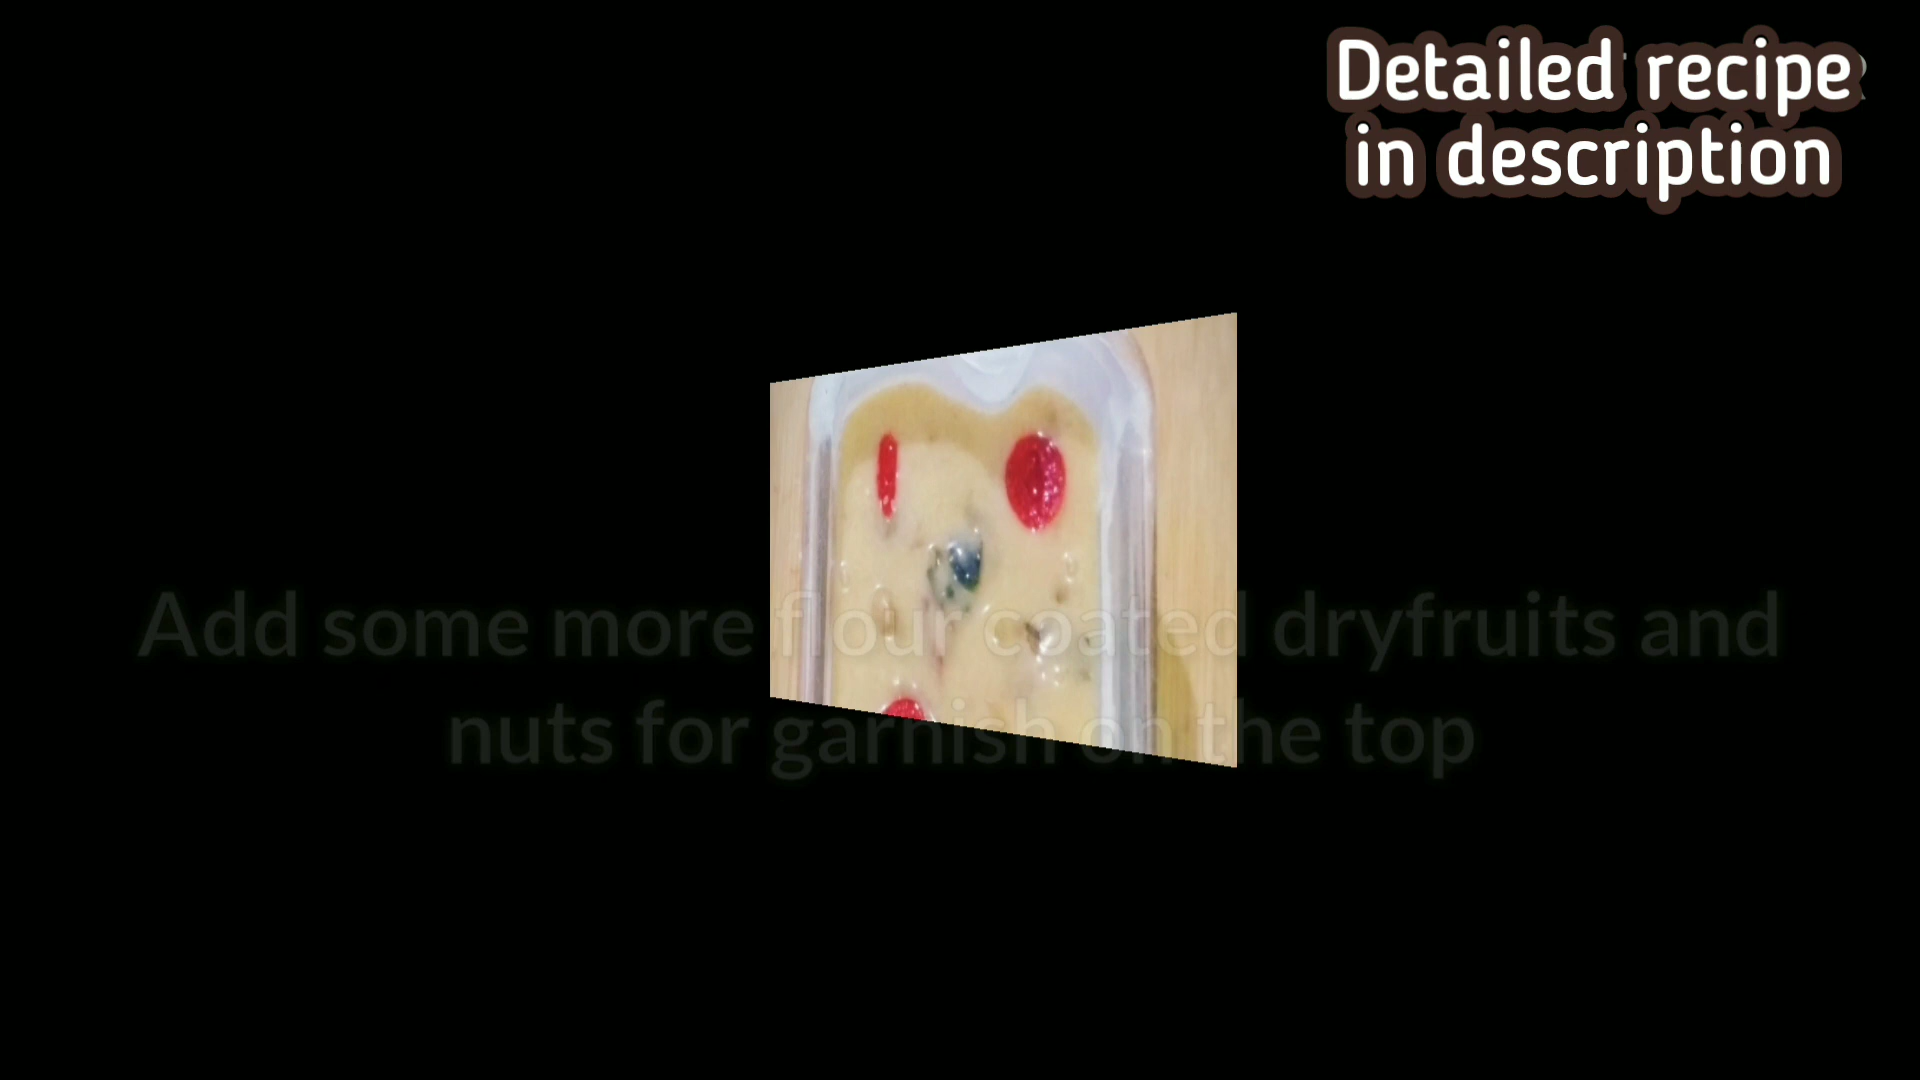 Detailed recipe
in description
Add some more flour coated dryfruits and
nuts for garnish on the top